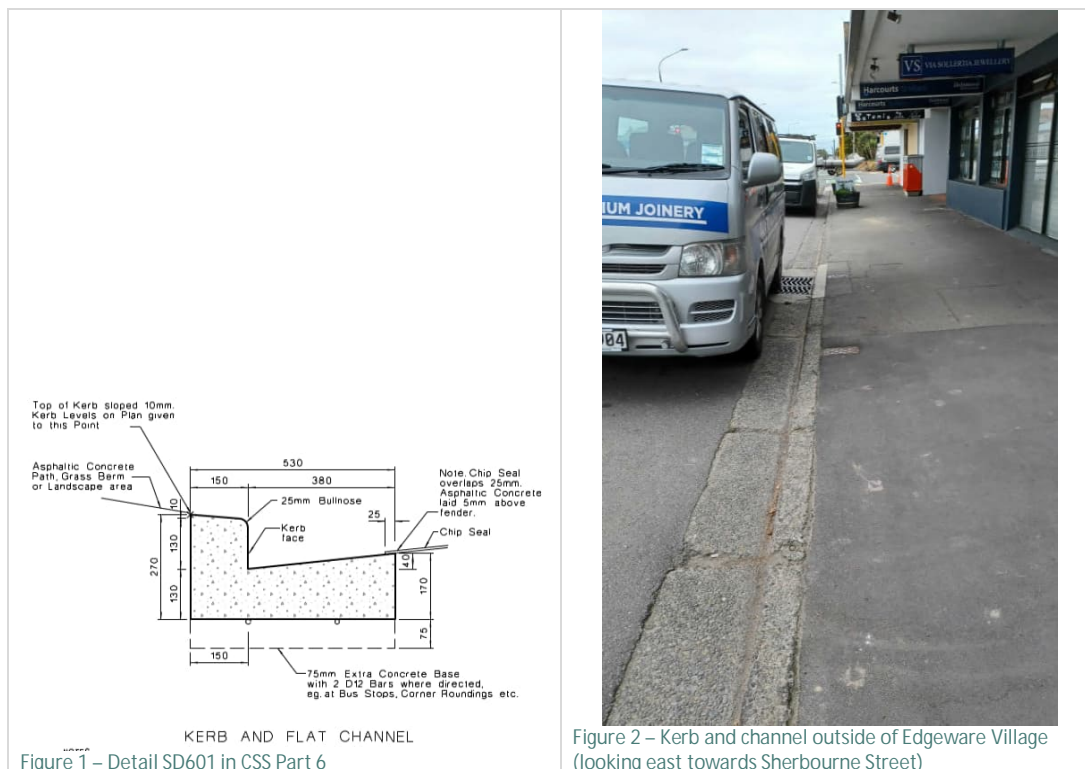 Top of Kerb sloped 10mm.
Kerb Levels on Plan given
to this Point
Asphaltic Concrete
Path, Grass Berm
or Landscape area
530
150
380
25mm Bullnose
Kerb
face
25
Note. Chip Seal
overlaps 25mm.
Asphaltic Concrete
laid 5mm above
fender.
Chip Seal
10
130
270
130
40
170
75
150
75mm Extra Concrete Base
with 2 D12 Bars where directed,
eg. at Bus Stops, Corner Roundings etc.
KERB AND FLAT CHANNEL
Figure 1 – Detail SD601 in CSS Part 6
VS VIA SOLLERTIA JEWELLERY
Harcourts
Harcourts
IUM JOINERY
904
Figure 2 – Kerb and channel outside of Edgeware Village
(looking east towards Sherbourne Street)